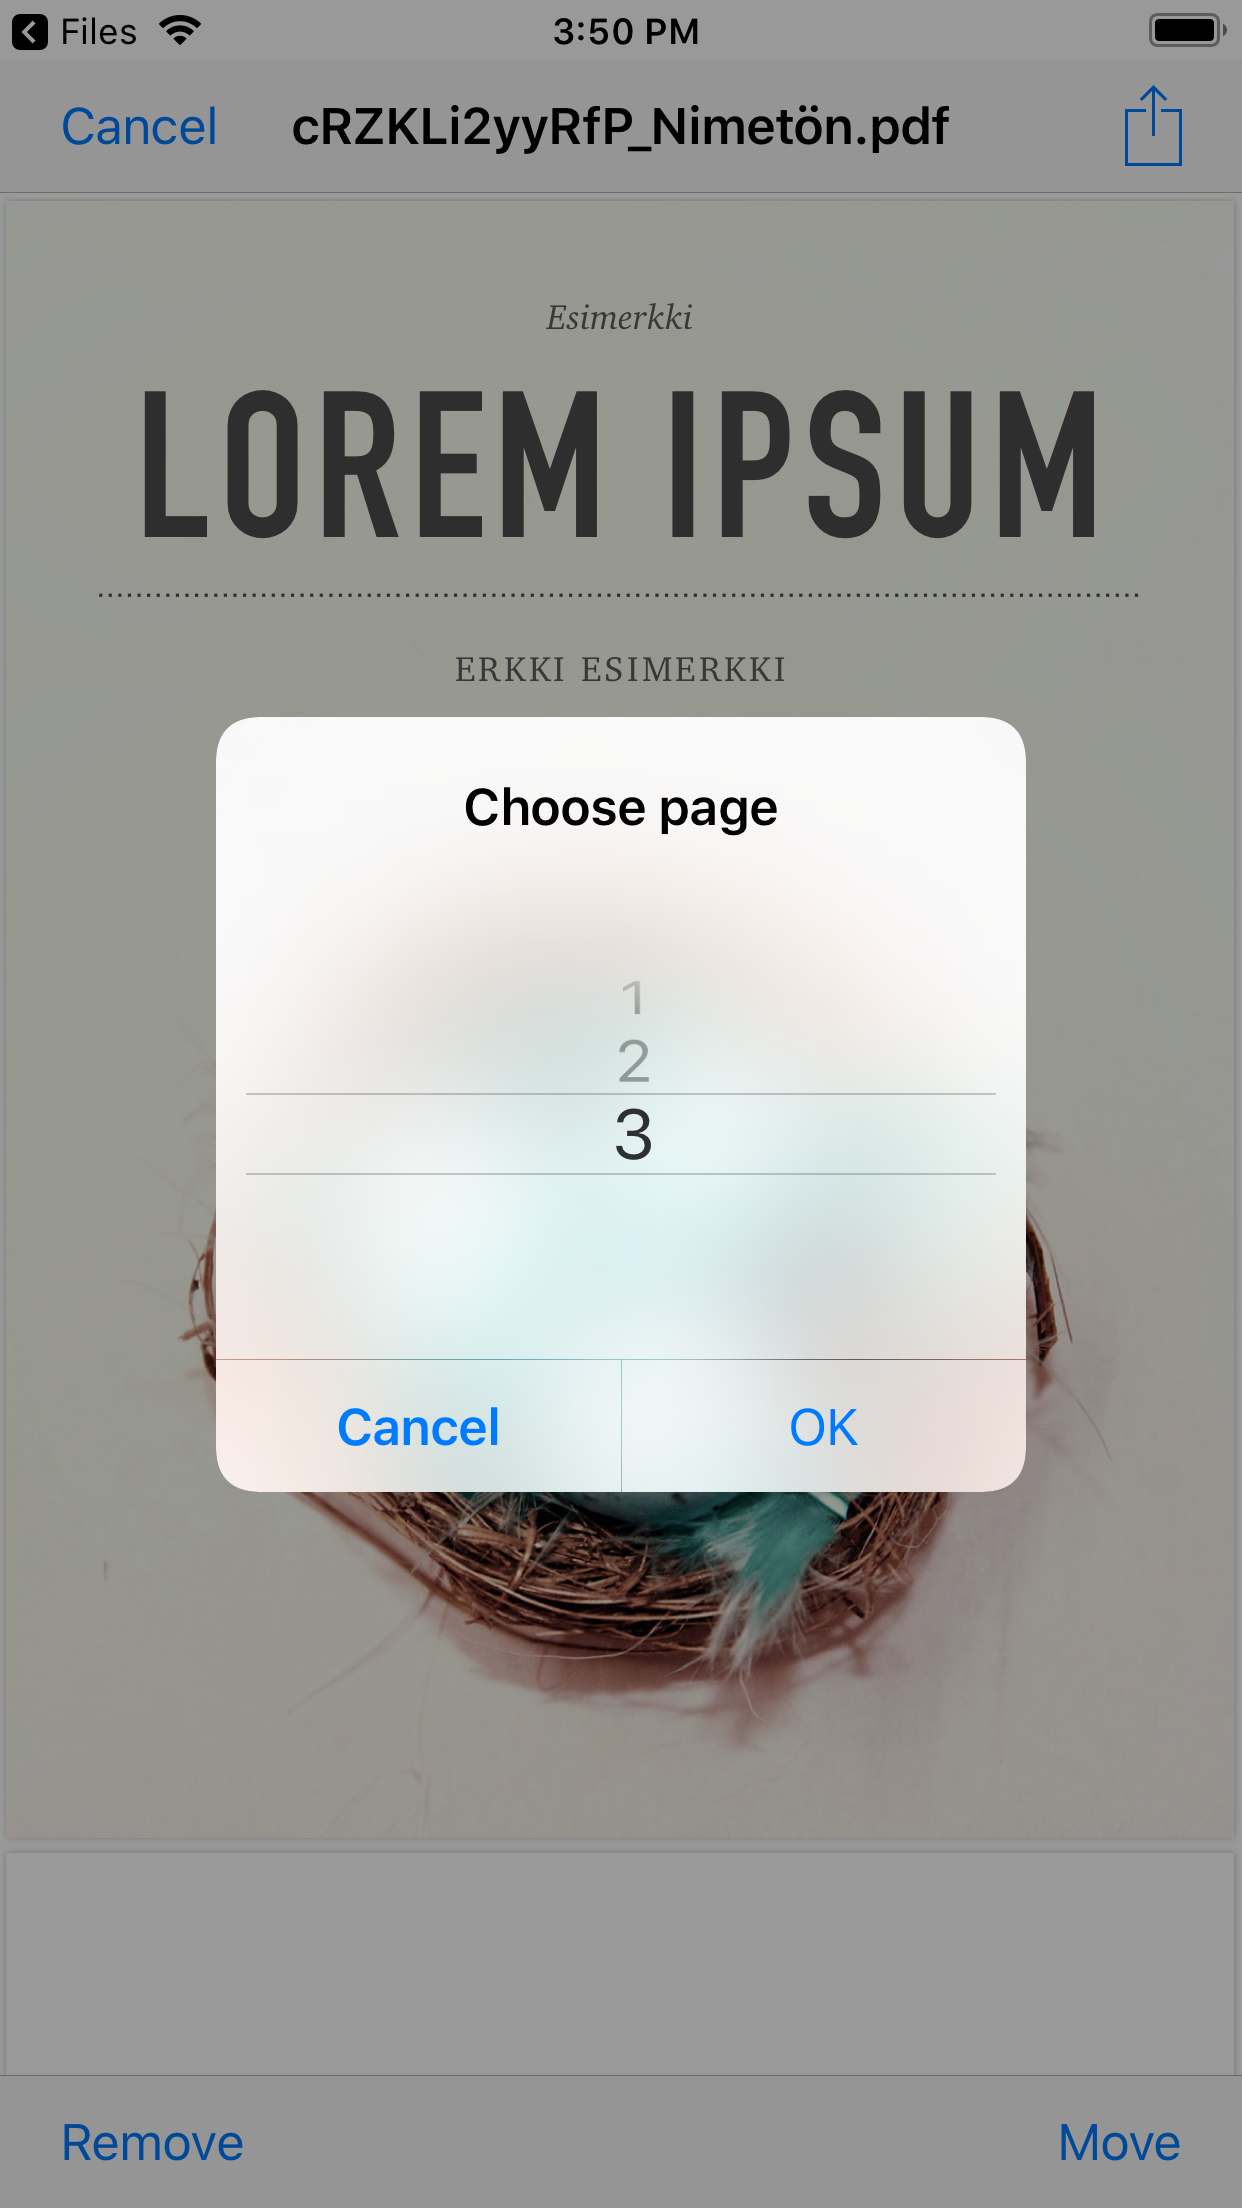 Files
3:50 PM
Cancel
cRZKLi2yyRfP_Nimetön.pdf
Esimerkki
LOREM IPSUM
ERKKI ESIMERKKI
Choose page
1
2
3
Cancel
OK
Remove
Move